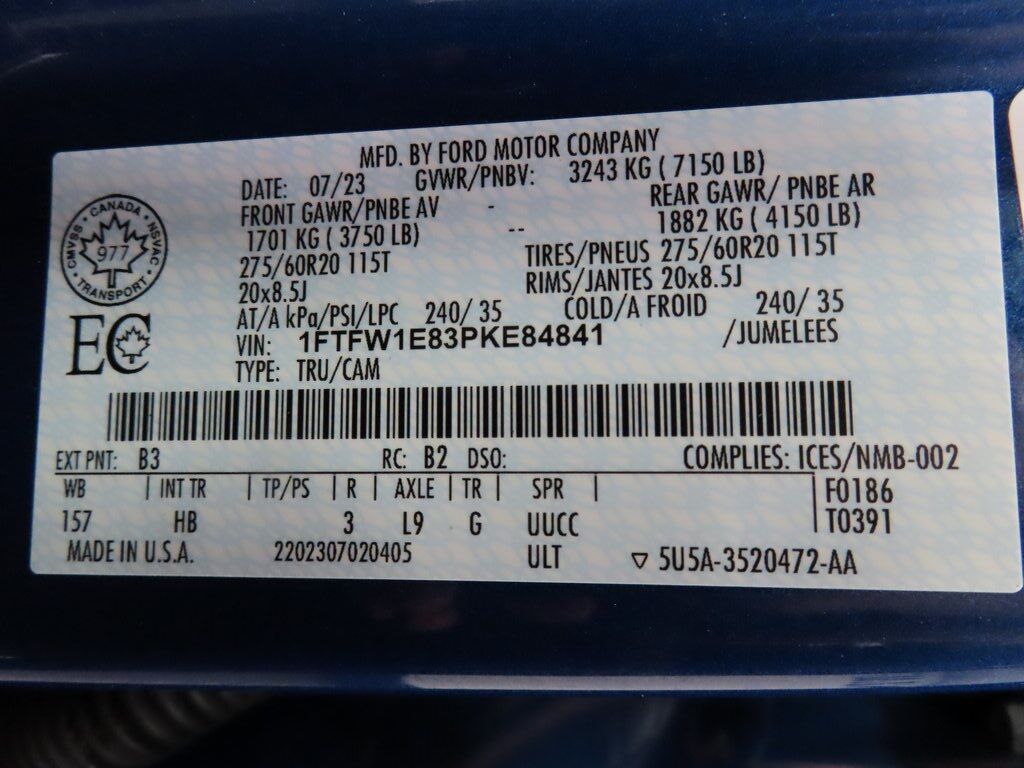 MFD. BY FORD MOTOR COMPANY
DATE: 07/23 GVWR/PNBV: 3243 KG ( 7150 LB)
FRONT GAWR/PNBE AV - REAR GAWR/ PNBE AR
1701 KG ( 3750 LB) -- 1882 KG ( 4150 LB)
275/60R20 115T TIRES/PNEUS 275/60R20 115T
20x8.5J RIMS/JANTES 20x8.5J
AT/A kPa/PSI/LPC 240/ 35 COLD/A FROID 240/ 35
VIN: 1FTFW1E83PKE84841 /JUMELEES
TYPE: TRU/CAM
CANADA
CMVSS • NSVAC
977
TRANSPORT
EC
EXT PNT: B3 RC: B2 DSO: COMPLIES: ICES/NMB-002
WB | INT TR | TP/PS | R | AXLE | TR | SPR | F0186
157 HB 3 L9 G UUCC T0391
MADE IN U.S.A. 2202307020405 ULT ▽ 5U5A-3520472-AA